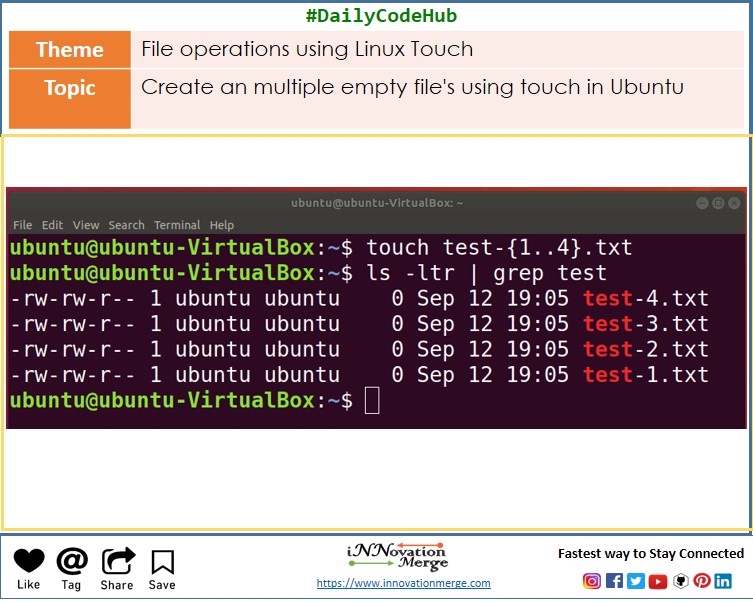 #DailyCodeHub
Theme File operations using Linux Touch
Topic Create an multiple empty file's using touch in Ubuntu
ubuntu@ubuntu-VirtualBox: ~
File Edit View Search Terminal Help
ubuntu@ubuntu-VirtualBox:~$ touch test-{1..4}.txt
ubuntu@ubuntu-VirtualBox:~$ ls -ltr | grep test
-rw-rw-r-- 1 ubuntu ubuntu    0 Sep 12 19:05 test-4.txt
-rw-rw-r-- 1 ubuntu ubuntu    0 Sep 12 19:05 test-3.txt
-rw-rw-r-- 1 ubuntu ubuntu    0 Sep 12 19:05 test-2.txt
-rw-rw-r-- 1 ubuntu ubuntu    0 Sep 12 19:05 test-1.txt
ubuntu@ubuntu-VirtualBox:~$
iNNovation
Merge
Fastest way to Stay Connected
Like Tag Share Save
https://www.innovationmerge.com